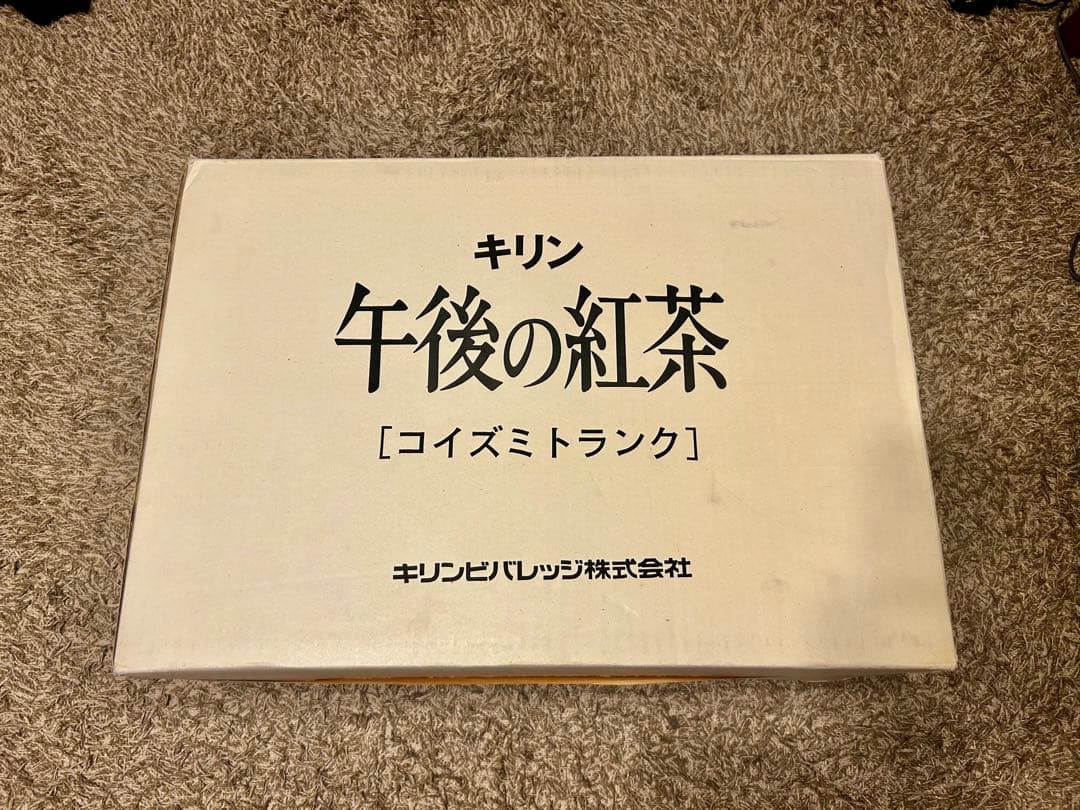 キリン
午後の紅茶
[コイズミトランク]
キリンビバレッジ株式会社